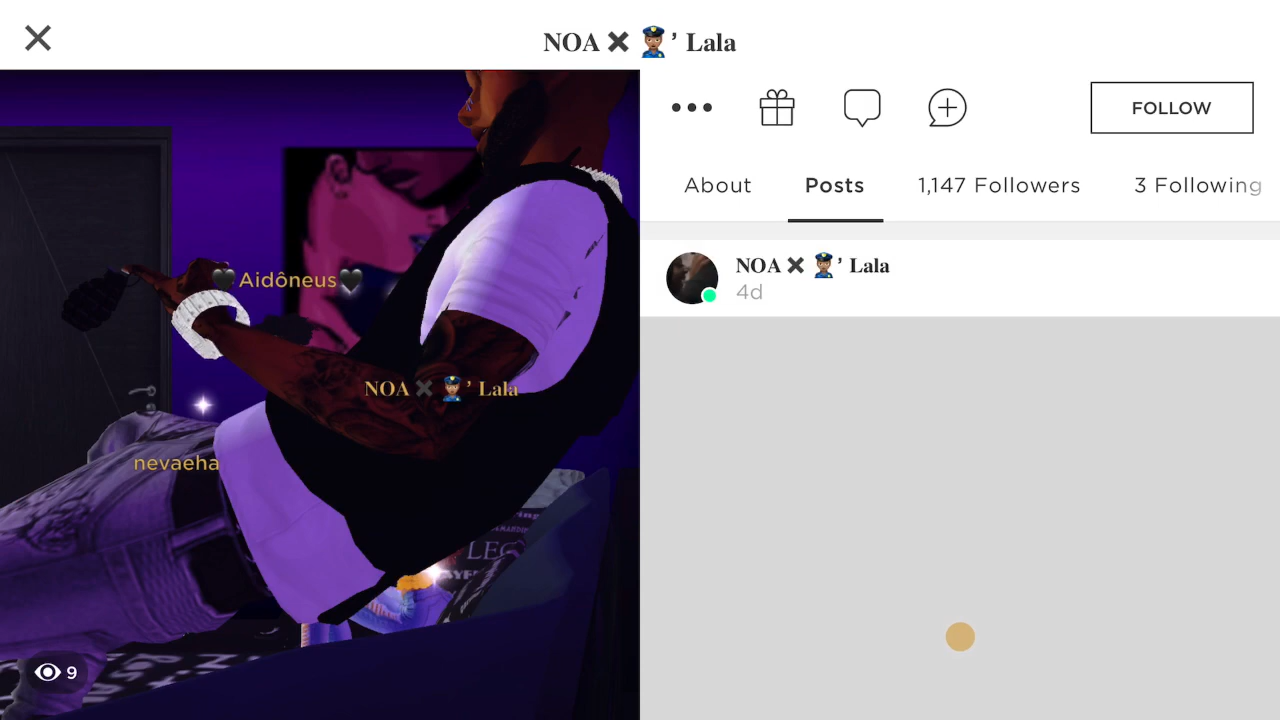 NOA ✖ 👮🏽’ Lala
FOLLOW
About
Posts
1,147 Followers
3 Following
NOA ✖ 👮🏽’ Lala
4d
🖤Aidôneus🖤
NOA ✖ 👮🏽’ Lala
nevaeha
9